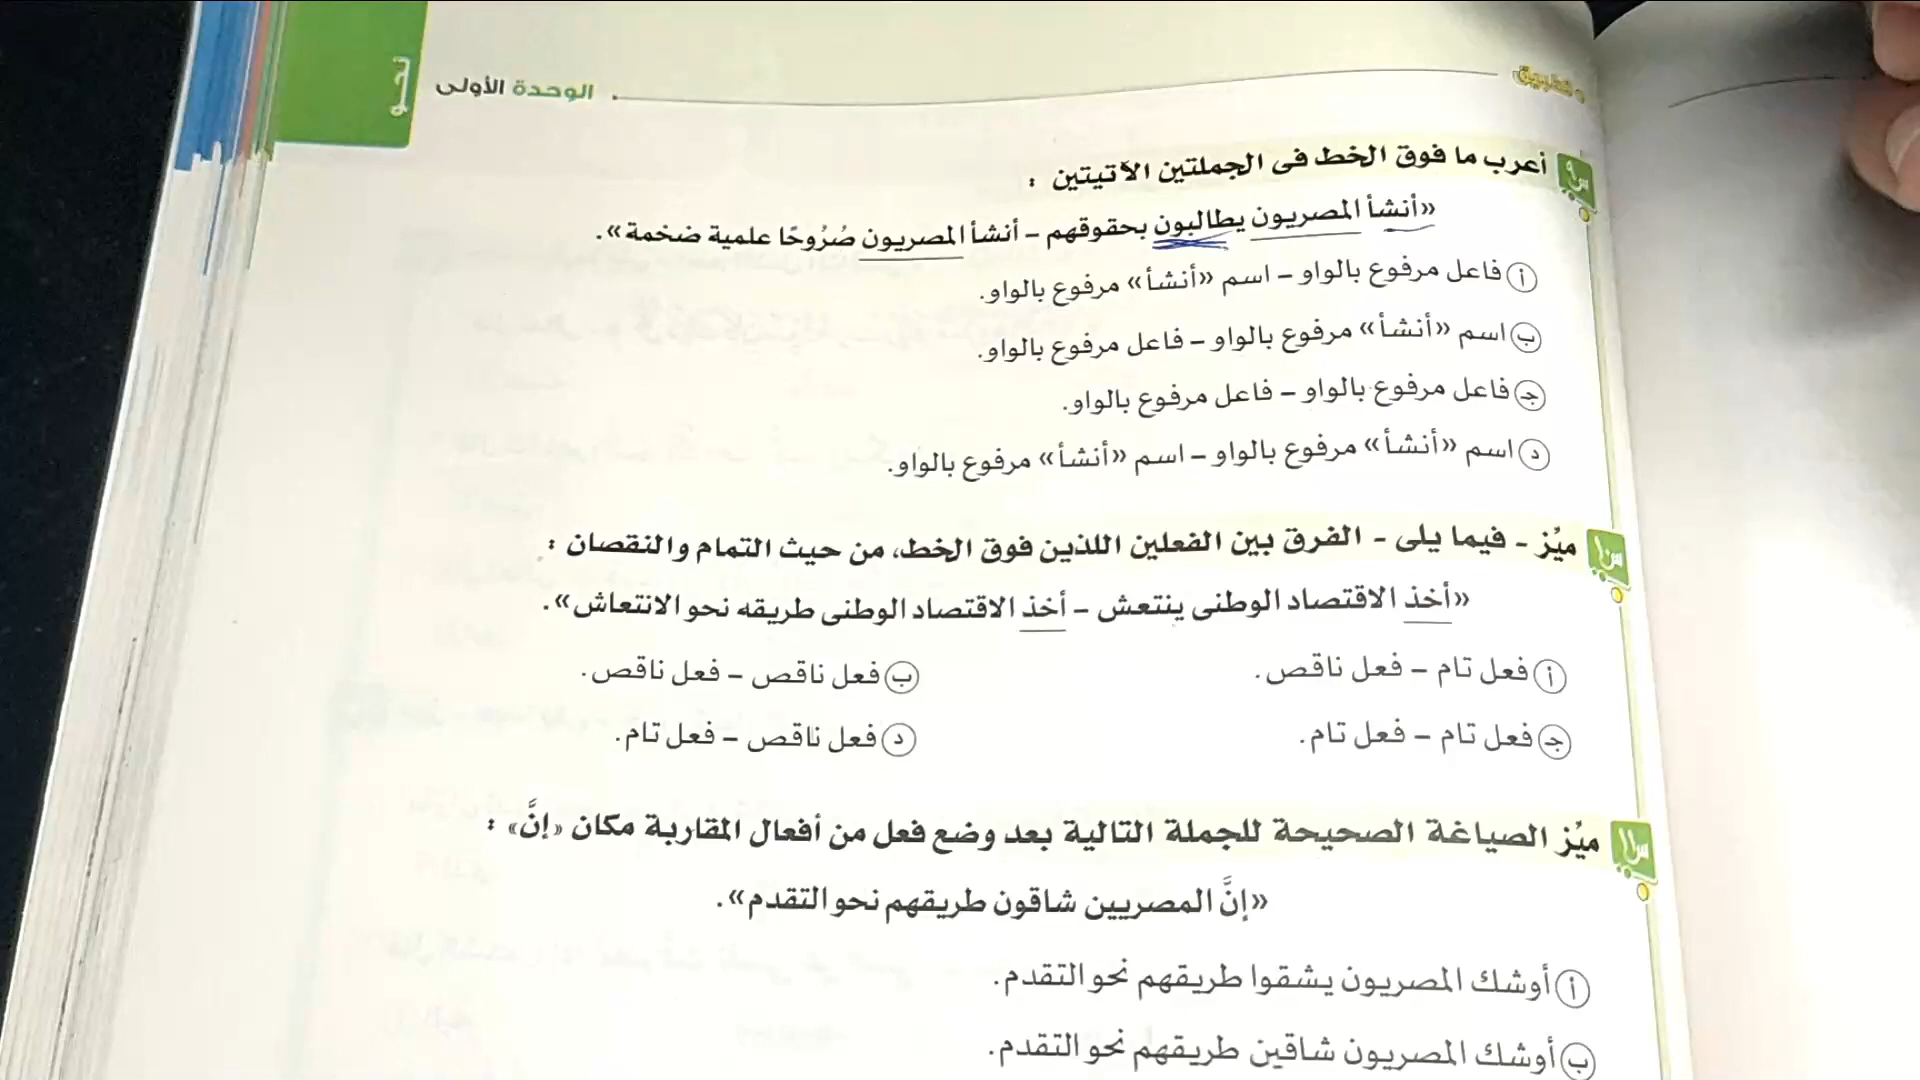 نحو
الوحدة الأولى
تطبيق
س٩ أعرب ما فوق الخط فى الجملتين الآتيتين :
«أنشأ المصريون يطالبون بحقوقهم – أنشأ المصريون صُرُوحًا علمية ضخمة».
أ فاعل مرفوع بالواو – اسم «أنشأ» مرفوع بالواو.
ب اسم «أنشأ» مرفوع بالواو – فاعل مرفوع بالواو.
ج فاعل مرفوع بالواو – فاعل مرفوع بالواو.
د اسم «أنشأ» مرفوع بالواو – اسم «أنشأ» مرفوع بالواو.
س١٠ ميِّز - فيما يلى - الفرق بين الفعلين اللذين فوق الخط، من حيث التمام والنقصان :
«أخذ الاقتصاد الوطنى ينتعش – أخذ الاقتصاد الوطنى طريقه نحو الانتعاش».
أ فعل تام – فعل ناقص. ب فعل ناقص – فعل ناقص.
ج فعل تام – فعل تام. د فعل ناقص – فعل تام.
س١١ ميِّز الصياغة الصحيحة للجملة التالية بعد وضع فعل من أفعال المقاربة مكان «إنَّ» :
«إنَّ المصريين شاقون طريقهم نحو التقدم».
أ أوشك المصريون يشقوا طريقهم نحو التقدم.
ب أوشك المصريون شاقين طريقهم نحو التقدم.